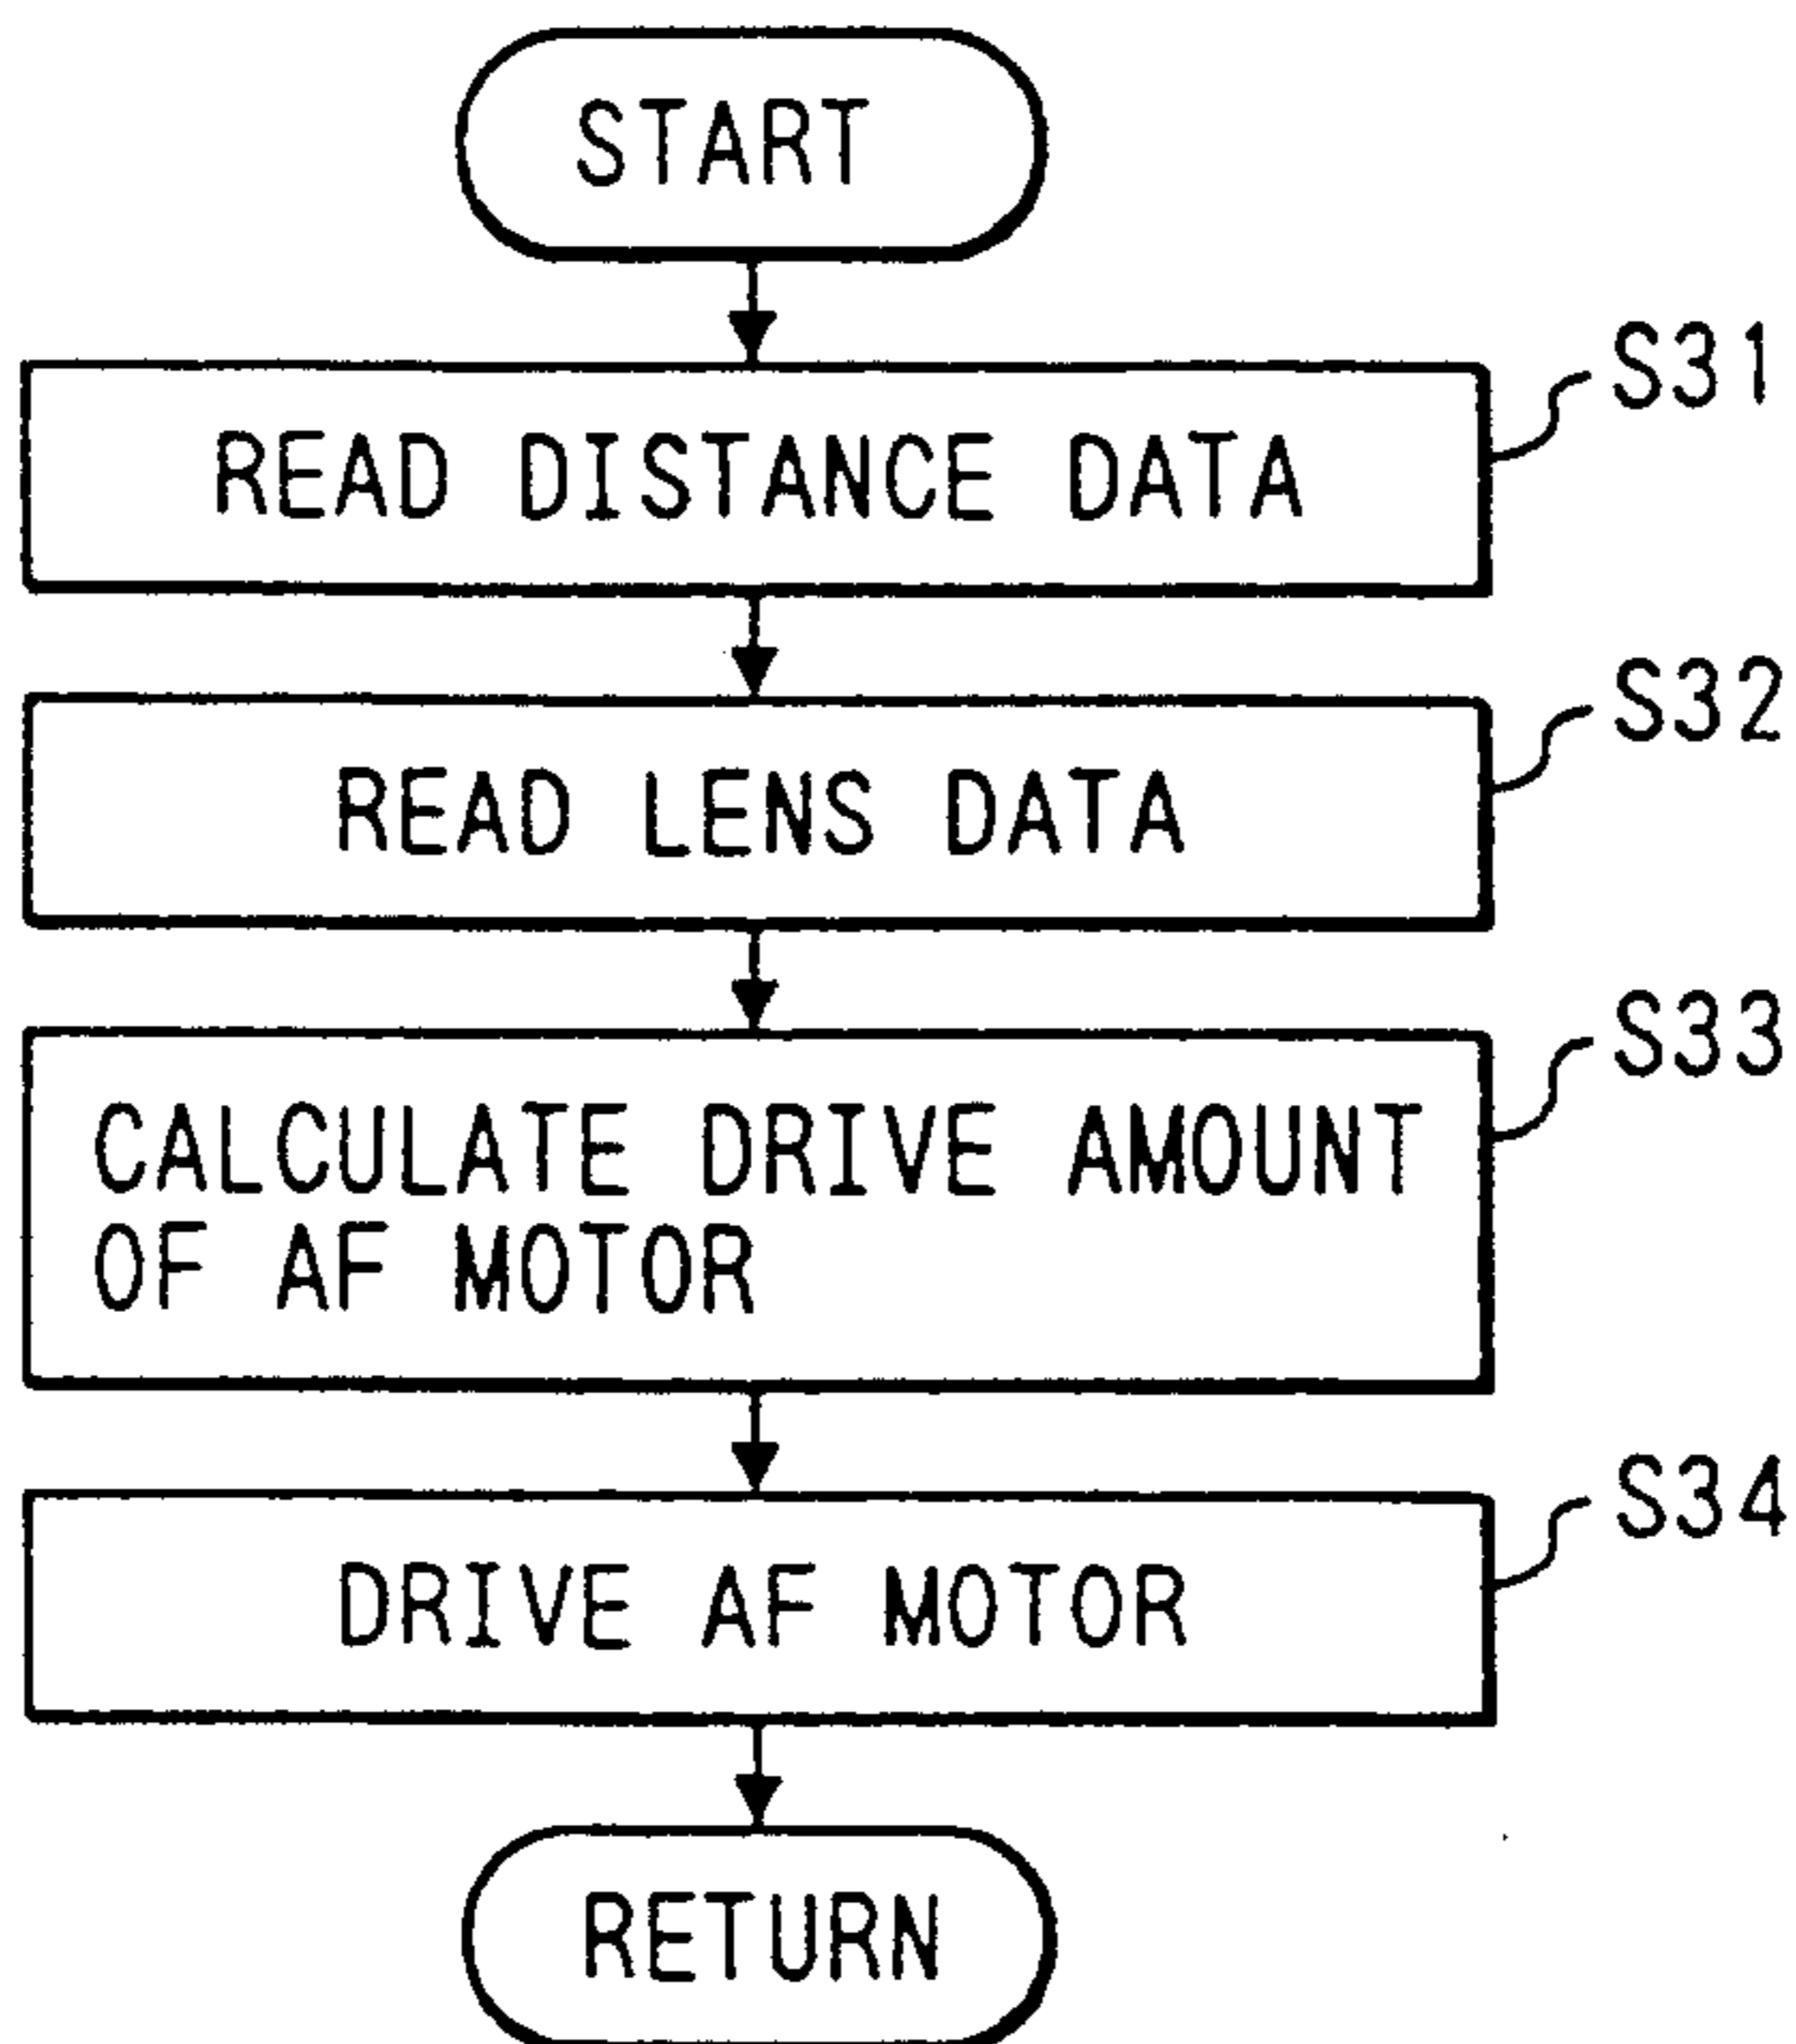 START
S31
READ DISTANCE DATA
S32
READ LENS DATA
S33
CALCULATE DRIVE AMOUNT
OF AF MOTOR
S34
DRIVE AF MOTOR
RETURN